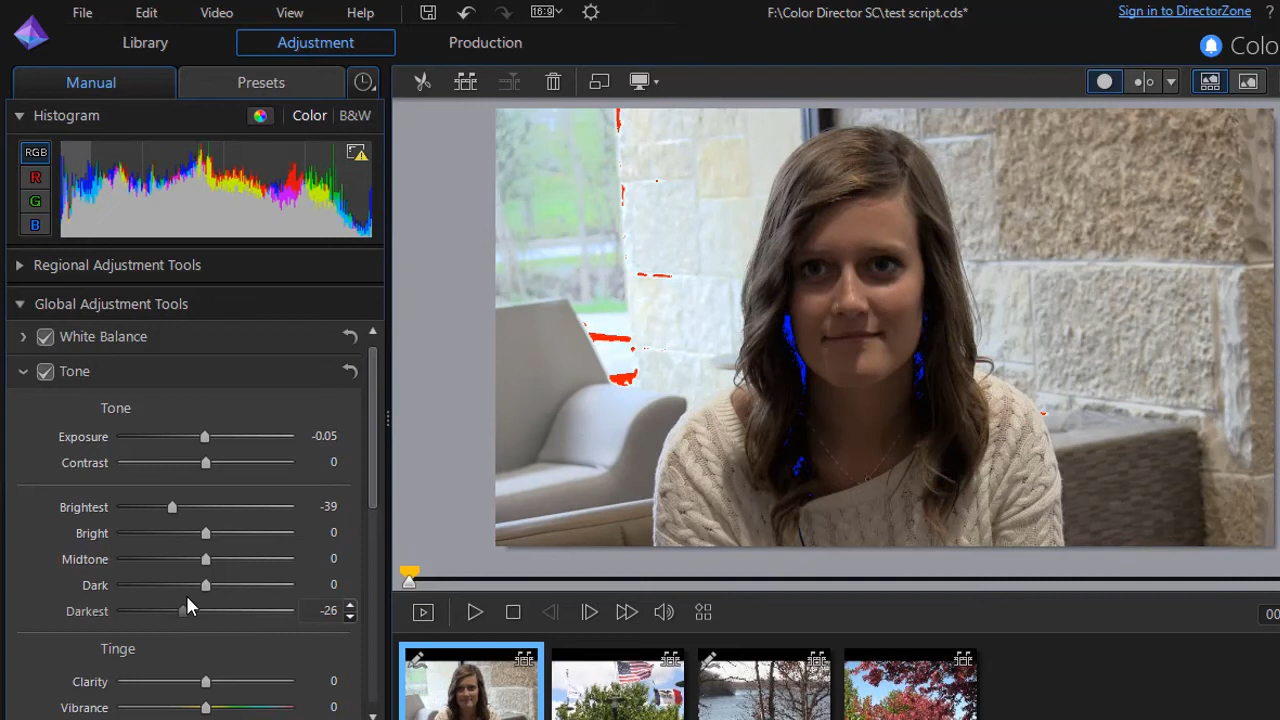 File Edit Video View Help 16:9 F:\Color Director SC\test script.cds* Sign in to DirectorZone ?
Library Adjustment Production Colo
Manual Presets
Histogram Color B&W
RGB
R
G
B
Regional Adjustment Tools
Global Adjustment Tools
White Balance
Tone
Tone
Exposure -0.05
Contrast 0
Brightest -39
Bright 0
Midtone 0
Dark 0
Darkest -26
00
Tinge
Clarity 0
Vibrance 0